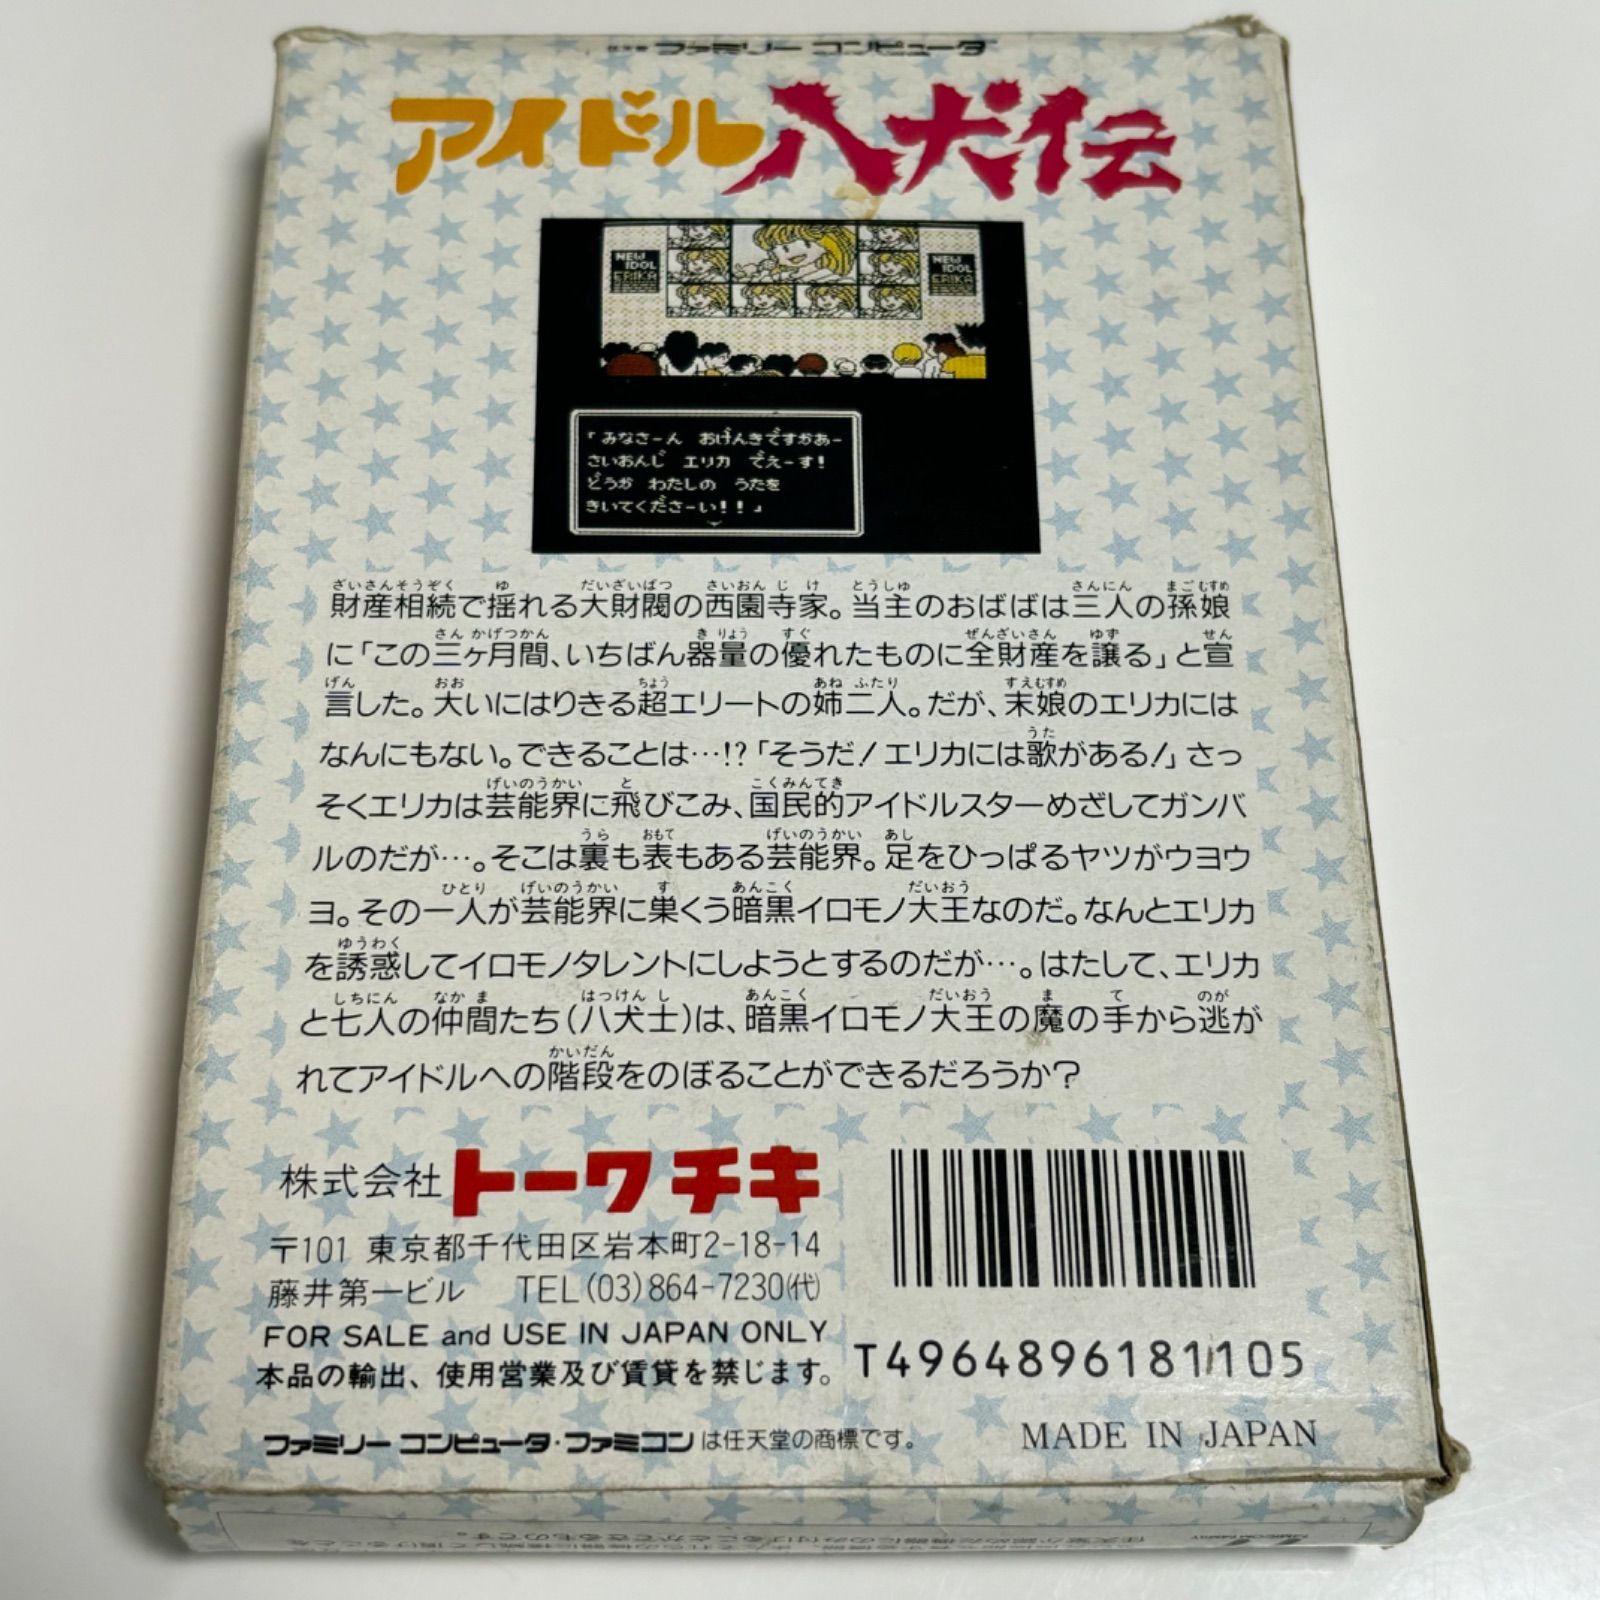 ファミリー コンピュータ
アイドル八犬伝
NEW IDOL ERIKA
NEW IDOL ERIKA
「みなさーん おげんきですかあー
さいおんじ エリカ でえーす!
どうか わたしの うたを
きいてくださーい!!」
財産相続で揺れる大財閥の西園寺家。当主のおばばは三人の孫娘
に「この三ヶ月間、いちばん器量の優れたものに全財産を譲る」と宣
言した。大いにはりきる超エリートの姉二人。だが、末娘のエリカには
なんにもない。できることは…!?「そうだ!エリカには歌がある!」さっ
そくエリカは芸能界に飛びこみ、国民的アイドルスターめざしてガンバ
ルのだが…。そこは裏も表もある芸能界。足をひっぱるヤツがウヨウ
ヨ。その一人が芸能界に巣くう暗黒イロモノ大王なのだ。なんとエリカ
を誘惑してイロモノタレントにしようとするのだが…。はたして、エリカ
と七人の仲間たち(八犬士)は、暗黒イロモノ大王の魔の手から逃が
れてアイドルへの階段をのぼることができるだろうか?
株式会社トーワチキ
〒101 東京都千代田区岩本町2-18-14
藤井第一ビル TEL(03)864-7230(代)
FOR SALE and USE IN JAPAN ONLY
本品の輸出、使用営業及び賃貸を禁じます。
T4964896181105
ファミリーコンピュータ・ファミコンは任天堂の商標です。
MADE IN JAPAN